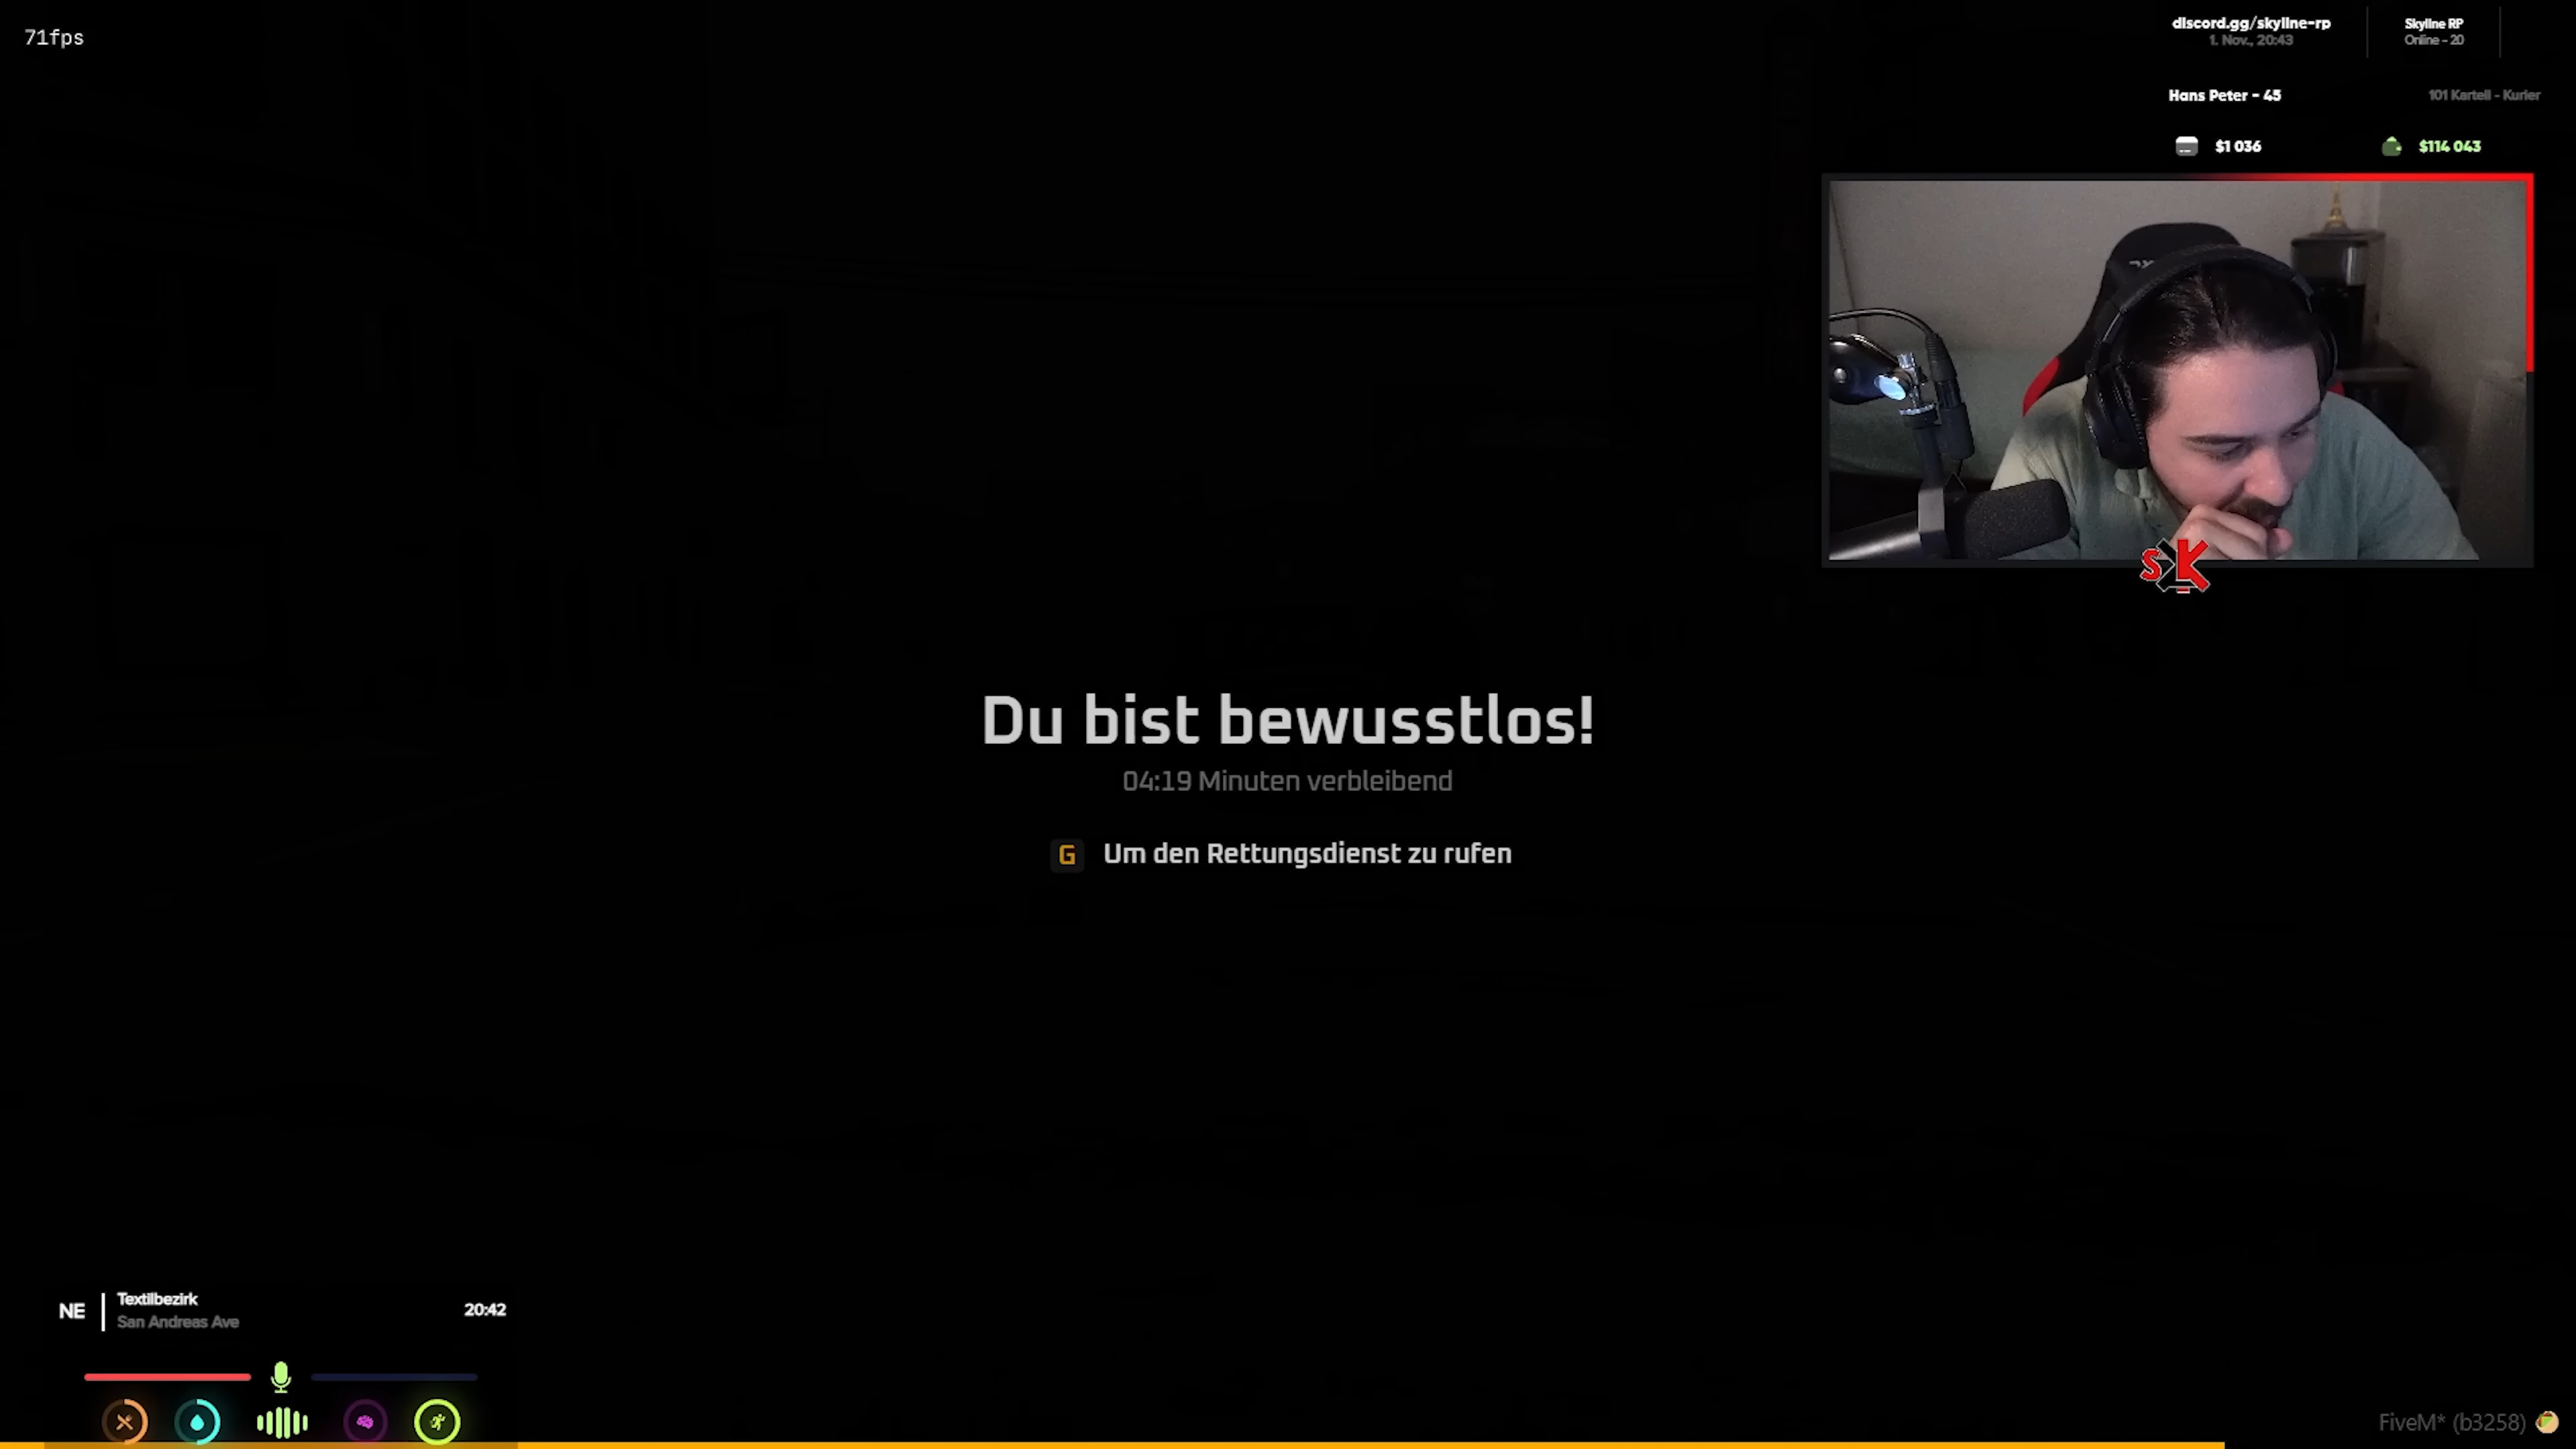 71fps
discord.gg/skyline-rp
1. Nov., 20:43
Skyline RP
Online - 20
Hans Peter - 45
101 Kartell - Kurier
$1 036
$114 043
SK
Du bist bewusstlos!
04:19 Minuten verbleibend
G Um den Rettungsdienst zu rufen
NE
Textilbezirk
San Andreas Ave
20:42
FiveM* (b3258)